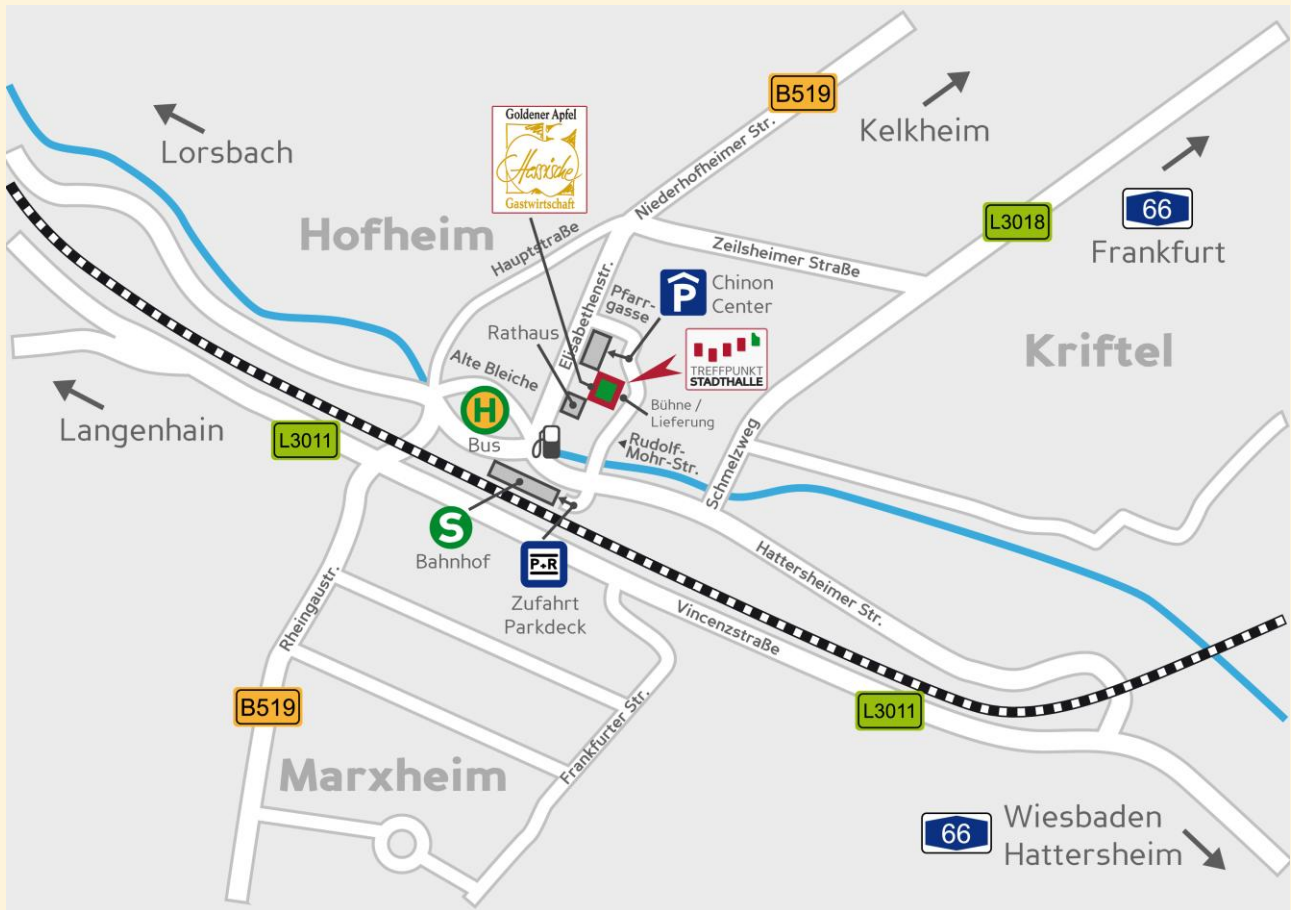 B519
Kelkheim
Lorsbach
Goldener Apfel
Hessische
Gastwirtschaft
Niederhofheimer Str.
L3018
66
Frankfurt
Hofheim
Hauptstraße
Zeilsheimer Straße
Elisabethenstr.
Pfarr-
gasse
P
Chinon
Center
Rathaus
TREFFPUNKT
STADTHALLE
Kriftel
Alte Bleiche
H
Bus
Bühne /
Lieferung
Langenhain
L3011
Rudolf-
Mohr-Str.
Schmelzweg
S
Bahnhof
P+R
Zufahrt
Parkdeck
Hattersheimer Str.
Rheingaustr.
Vincenzstraße
B519
L3011
Frankfurter Str.
Marxheim
66
Wiesbaden
Hattersheim